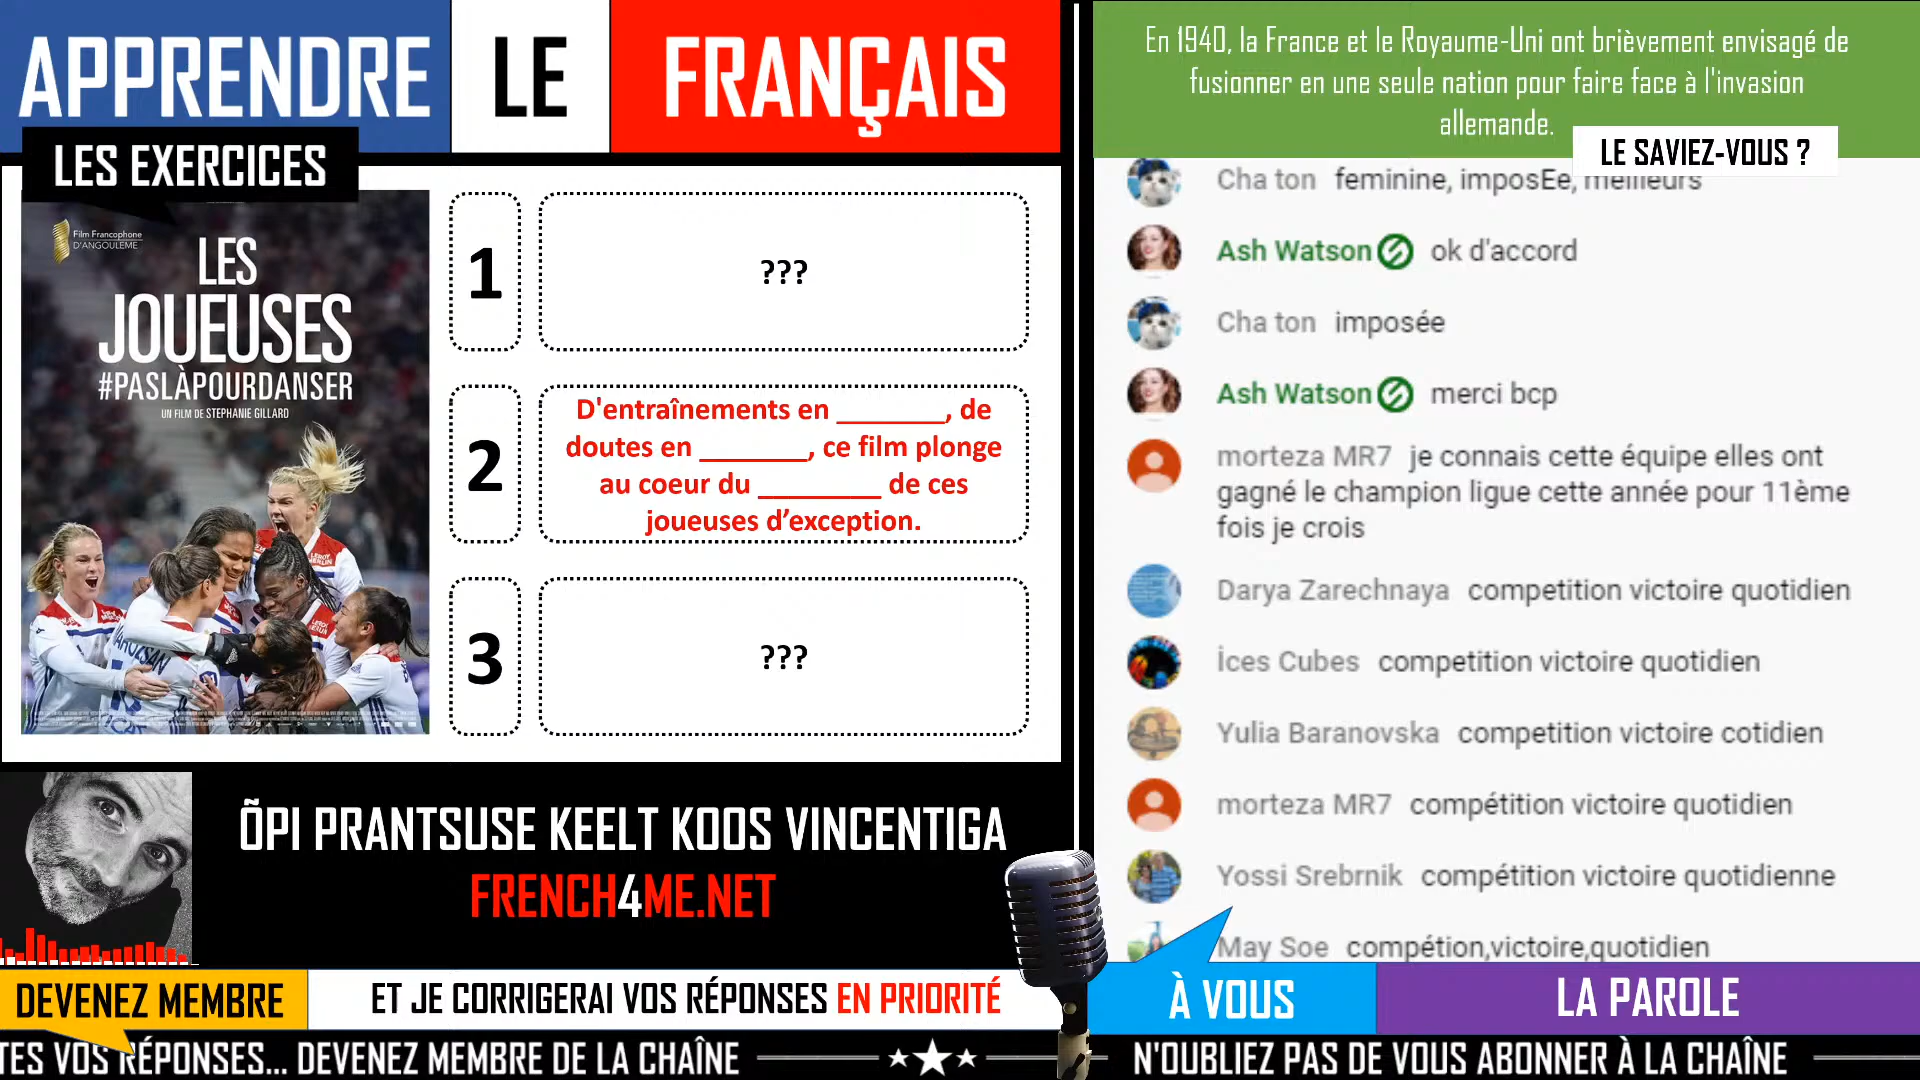 APPRENDRE LE FRANÇAIS
LES EXERCICES
Film Francophone
D'ANGOULÊME
LES
JOUEUSES
#PASLÀPOURDANSER
UN FILM DE STEPHANIE GILLARD
1
???
2
D'entraînements en ________, de
doutes en ________, ce film plonge
au coeur du _________ de ces
joueuses d’exception.
3
???
ÕPI PRANTSUSE KEELT KOOS VINCENTIGA
FRENCH4ME.NET
DEVENEZ MEMBRE
ET JE CORRIGERAI VOS RÉPONSES EN PRIORITÉ
TES VOS RÉPONSES... DEVENEZ MEMBRE DE LA CHAÎNE
N'OUBLIEZ PAS DE VOUS ABONNER À LA CHAÎNE
En 1940, la France et le Royaume-Uni ont brièvement envisagé de
fusionner en une seule nation pour faire face à l'invasion
allemande.
LE SAVIEZ-VOUS ?
Cha ton feminine, imposEe, meilleurs
Ash Watson ok d'accord
Cha ton imposée
Ash Watson merci bcp
morteza MR7 je connais cette équipe elles ont
gagné le champion ligue cette année pour 11ème
fois je crois
Darya Zarechnaya competition victoire quotidien
İces Cubes competition victoire quotidien
Yulia Baranovska competition victoire cotidien
morteza MR7 compétition victoire quotidien
Yossi Srebrnik compétition victoire quotidienne
May Soe compétion,victoire,quotidien
À VOUS
LA PAROLE